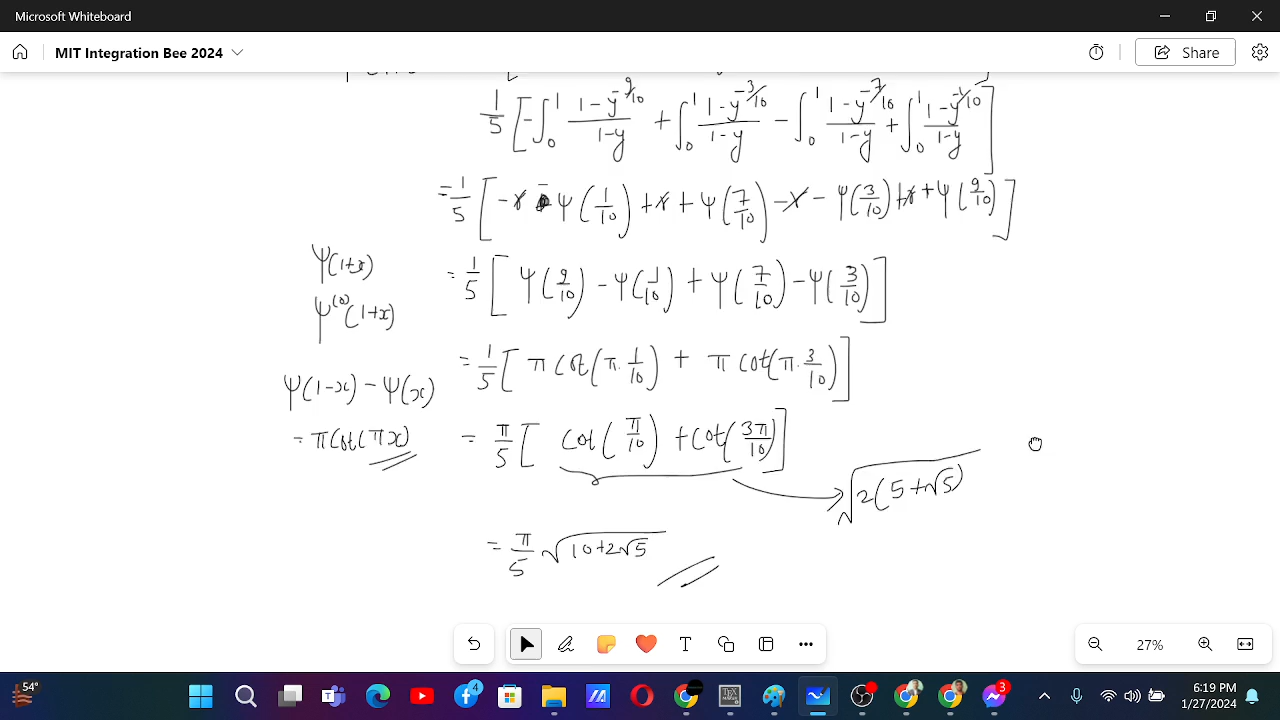 Microsoft Whiteboard
MIT Integration Bee 2024
Share
1/5 [ -∫₀¹ (1-y^(-9/10))/(1-y) + ∫₀¹ (1-y^(-3/10))/(1-y) - ∫₀¹ (1-y^(-7/10))/(1-y) + ∫₀¹ (1-y^(-1/10))/(1-y) ]
= 1/5 [ -γ - ψ(1/10) + γ + ψ(7/10) - γ - ψ(3/10) + γ + ψ(9/10) ]
ψ(1+x)
= 1/5 [ ψ(9/10) - ψ(1/10) + ψ(7/10) - ψ(3/10) ]
ψ⁽⁰⁾(1+x)
= 1/5 [ π cot(π·1/10) + π cot(π·3/10) ]
ψ(1-x) - ψ(x)
= π cot(πx)
= π/5 [ cot(π/10) + cot(3π/10) ]
√(2(5+√5))
= π/5 √(10+2√5)
27%
54°
4
3
6:15 PM
1/27/2024